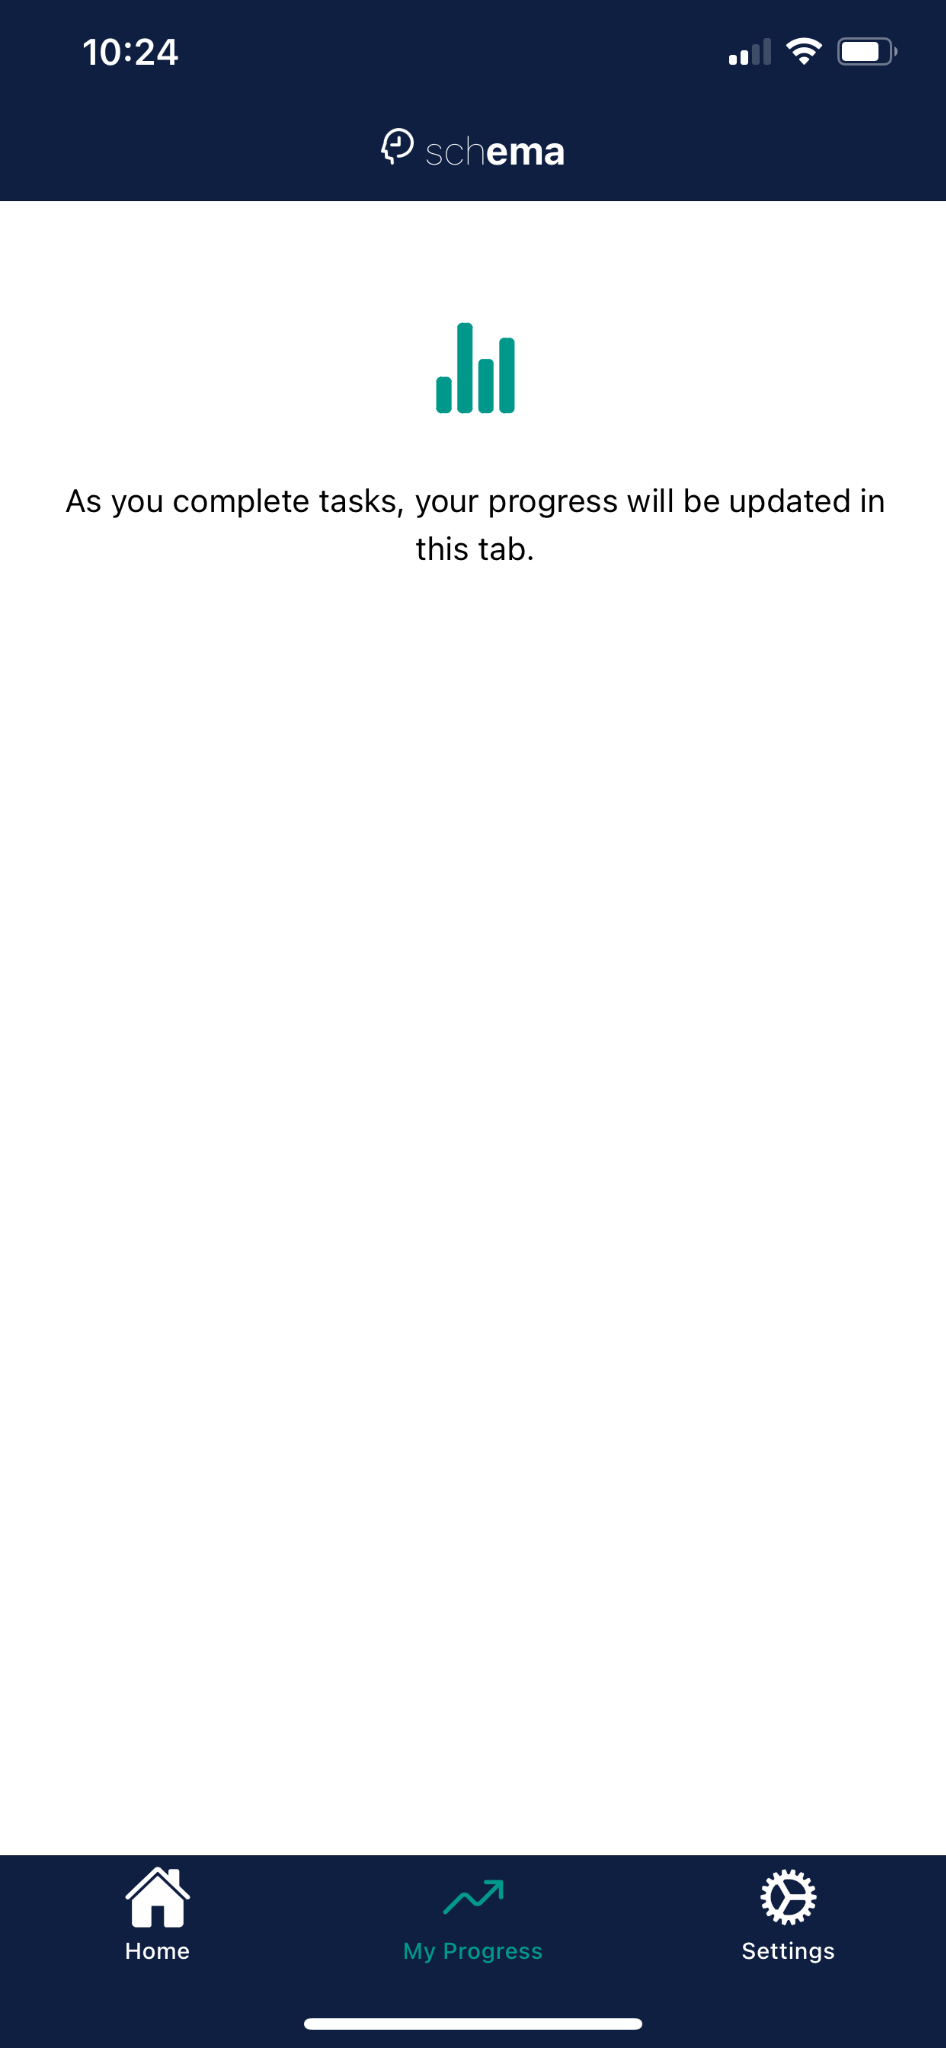 10:24
schema
As you complete tasks, your progress will be updated in
this tab.
Home
My Progress
Settings